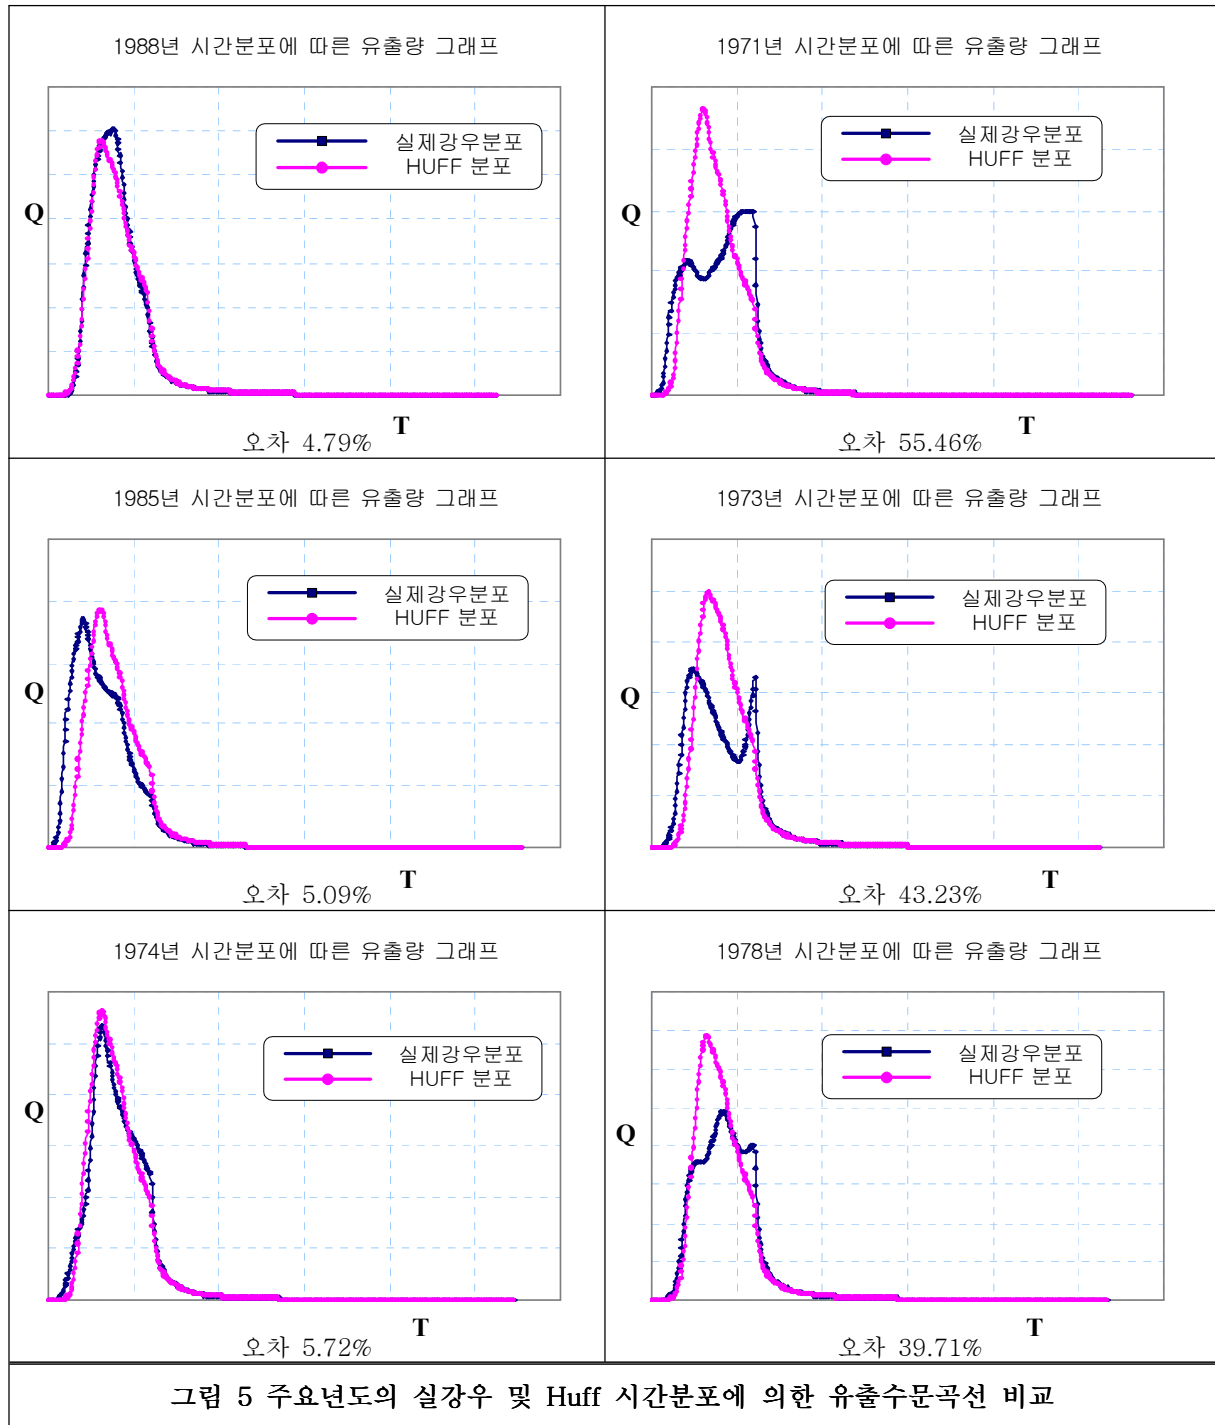 1988년 시간분포에 따른 유출량 그래프
실제강우분포
HUFF 분포
Q
T
오차 4.79%
1971년 시간분포에 따른 유출량 그래프
실제강우분포
HUFF 분포
Q
T
오차 55.46%
1985년 시간분포에 따른 유출량 그래프
실제강우분포
HUFF 분포
Q
T
오차 5.09%
1973년 시간분포에 따른 유출량 그래프
실제강우분포
HUFF 분포
Q
T
오차 43.23%
1974년 시간분포에 따른 유출량 그래프
실제강우분포
HUFF 분포
Q
T
오차 5.72%
1978년 시간분포에 따른 유출량 그래프
실제강우분포
HUFF 분포
Q
T
오차 39.71%
그림 5 주요년도의 실강우 및 Huff 시간분포에 의한 유출수문곡선 비교